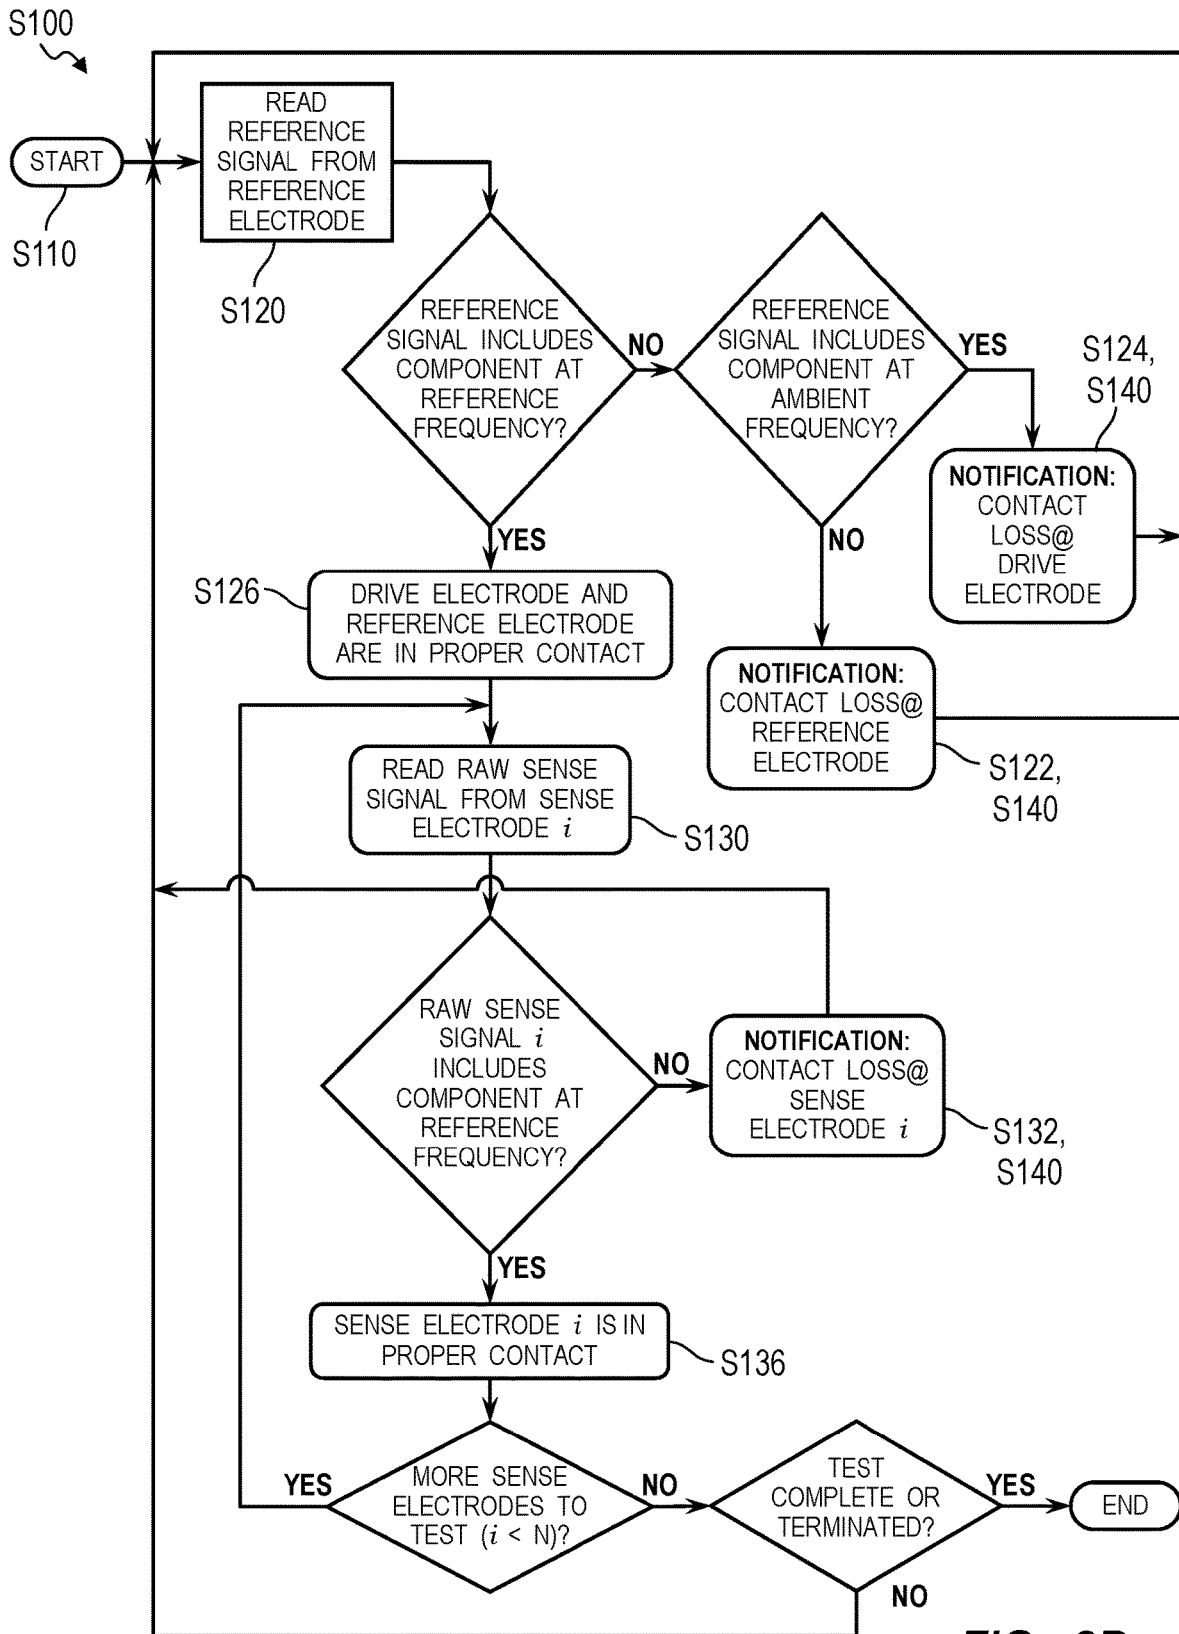 S100
START
S110
READ
REFERENCE
SIGNAL FROM
REFERENCE
ELECTRODE
S120
REFERENCE
SIGNAL INCLUDES
COMPONENT AT
REFERENCE
FREQUENCY?
NO
YES
REFERENCE
SIGNAL INCLUDES
COMPONENT AT
AMBIENT
FREQUENCY?
YES
NO
S124,
S140
NOTIFICATION:
CONTACT
LOSS@
DRIVE
ELECTRODE
S126
DRIVE ELECTRODE AND
REFERENCE ELECTRODE
ARE IN PROPER CONTACT
NOTIFICATION:
CONTACT LOSS@
REFERENCE
ELECTRODE
S122,
S140
READ RAW SENSE
SIGNAL FROM SENSE
ELECTRODE i
S130
RAW SENSE
SIGNAL i
INCLUDES
COMPONENT AT
REFERENCE
FREQUENCY?
NO
YES
NOTIFICATION:
CONTACT LOSS@
SENSE
ELECTRODE i
S132,
S140
SENSE ELECTRODE i IS IN
PROPER CONTACT
S136
YES
MORE SENSE
ELECTRODES TO
TEST (i < N)?
NO
TEST
COMPLETE OR
TERMINATED?
YES
END
NO